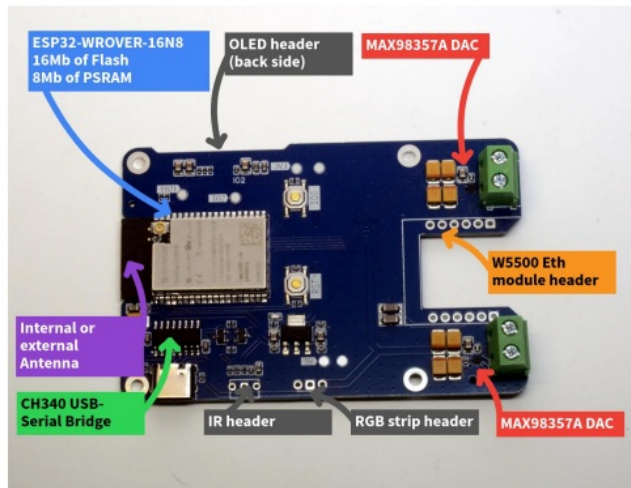 ESP32-WROVER-16N8
16Mb of Flash
8Mb of PSRAM
OLED header
(back side)
MAX98357A DAC
IO2
W5500 Eth
module header
Internal or
external
Antenna
CH340 USB-
Serial Bridge
IR header
RGB strip header
MAX98357A DAC